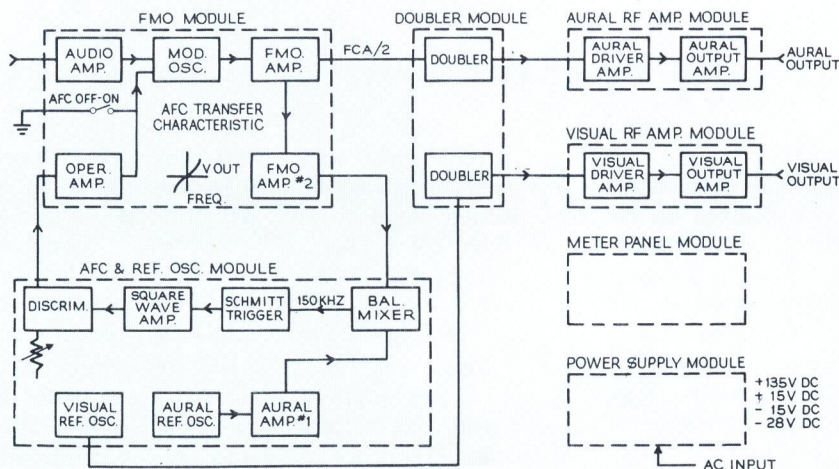 FMO MODULE
DOUBLER MODULE
AURAL RF AMP. MODULE
AUDIO
AMP.
MOD.
OSC.
FMO.
AMP.
FCA/2
DOUBLER
AURAL
DRIVER
AMP.
AURAL
OUTPUT
AMP.
AURAL
OUTPUT
AFC OFF-ON
AFC TRANSFER
CHARACTERISTIC
VISUAL RF AMP. MODULE
OPER.
AMP.
V OUT
FREQ.
FMO
AMP. #2
DOUBLER
VISUAL
DRIVER
AMP.
VISUAL
OUTPUT
AMP.
VISUAL
OUTPUT
AFC & REF. OSC. MODULE
METER PANEL MODULE
DISCRIM.
SQUARE
WAVE
AMP.
SCHMITT
TRIGGER
150KHZ
BAL.
MIXER
POWER SUPPLY MODULE
+135V DC
+ 15V DC
- 15V DC
- 28V DC
VISUAL
REF. OSC.
AURAL
REF. OSC.
AURAL
AMP. #1
AC INPUT